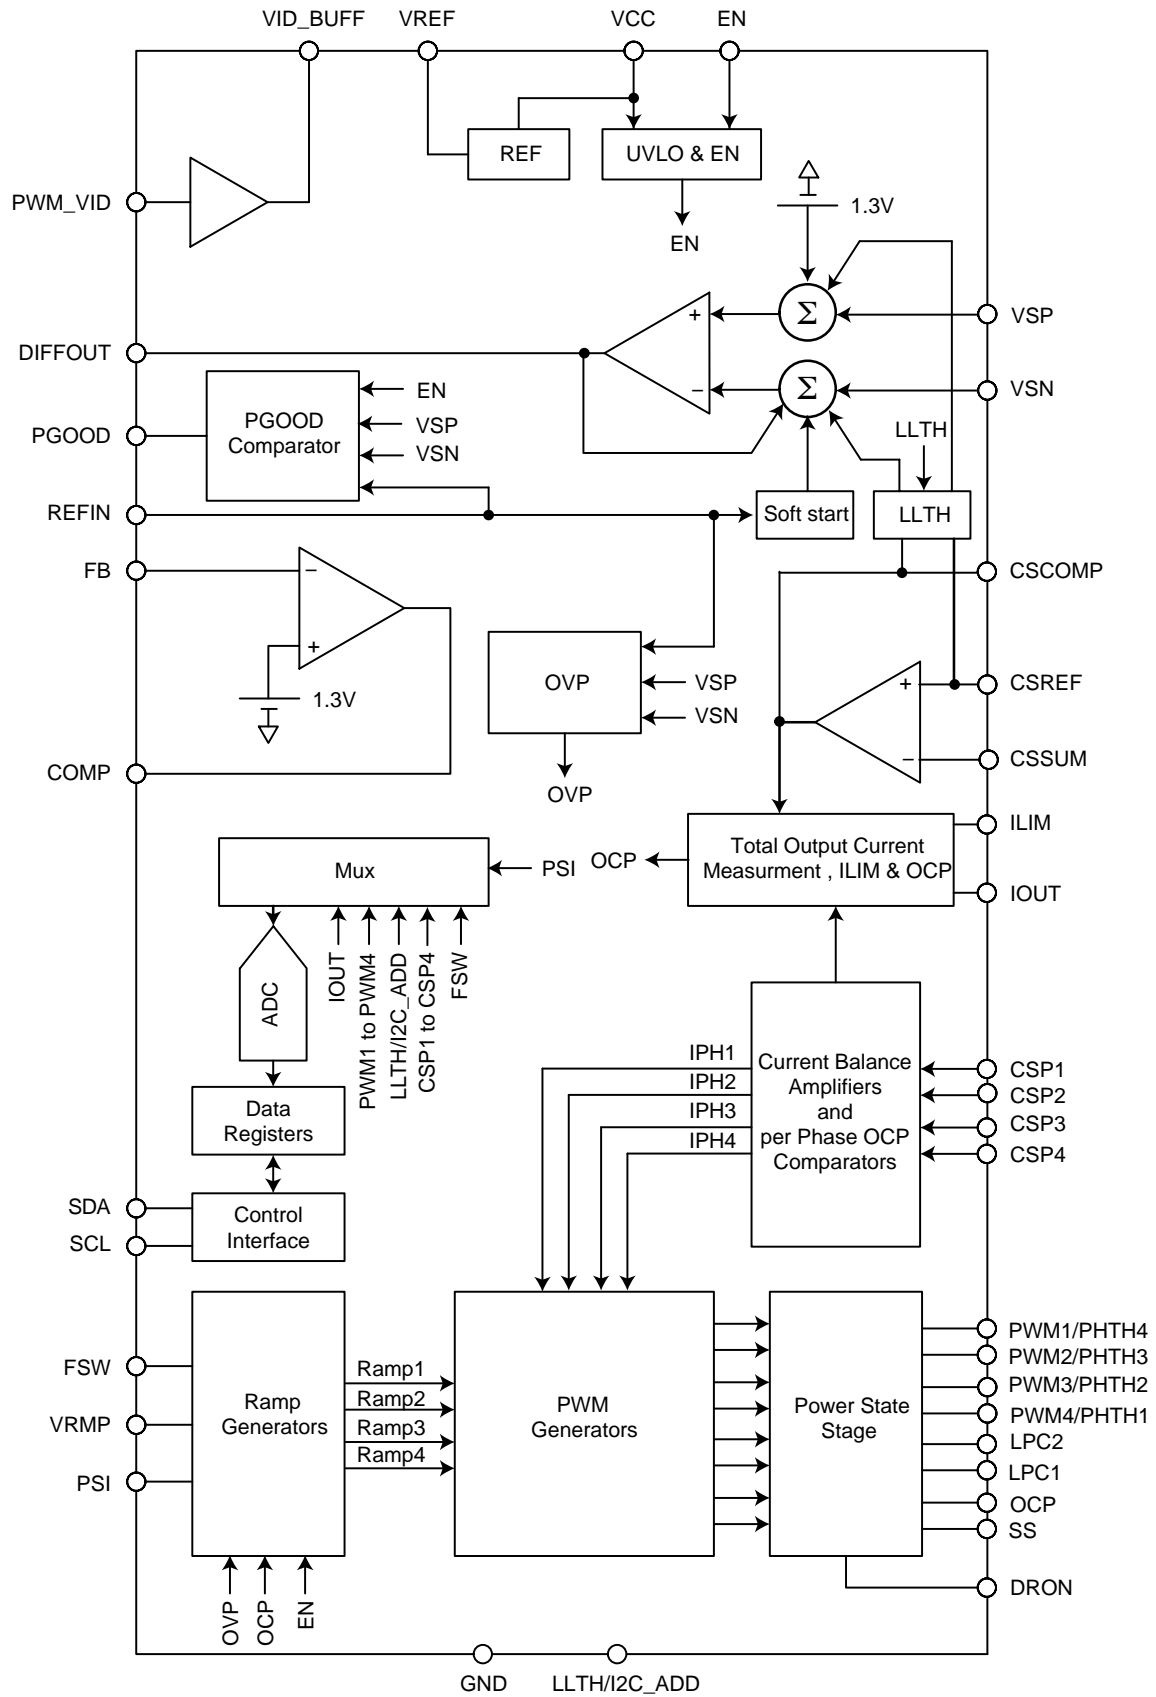 VID_BUFF VREF VCC EN
REF
UVLO & EN
PWM_VID
1.3V
EN
+
Σ
VSP
DIFFOUT
−
Σ
VSN
EN
PGOOD
Comparator
VSP
VSN
PGOOD
LLTH
REFIN
Soft start
LLTH
FB
−
CSCOMP
+
1.3V
OVP
VSP
VSN
+
CSREF
COMP
−
CSSUM
OVP
ILIM
Total Output Current
Measurment , ILIM & OCP
OCP
IOUT
Mux
PSI
ADC
IOUT
PWM1 to PWM4
LLTH/I2C_ADD
CSP1 to CSP4
FSW
IPH1
IPH2
IPH3
IPH4
Current Balance
Amplifiers
and
per Phase OCP
Comparators
CSP1
CSP2
CSP3
CSP4
Data
Registers
SDA
SCL
Control
Interface
FSW
VRMP
PSI
Ramp
Generators
Ramp1
Ramp2
Ramp3
Ramp4
PWM
Generators
Power State
Stage
PWM1/PHTH4
PWM2/PHTH3
PWM3/PHTH2
PWM4/PHTH1
LPC2
LPC1
OCP
SS
DRON
OVP
OCP
EN
GND LLTH/I2C_ADD